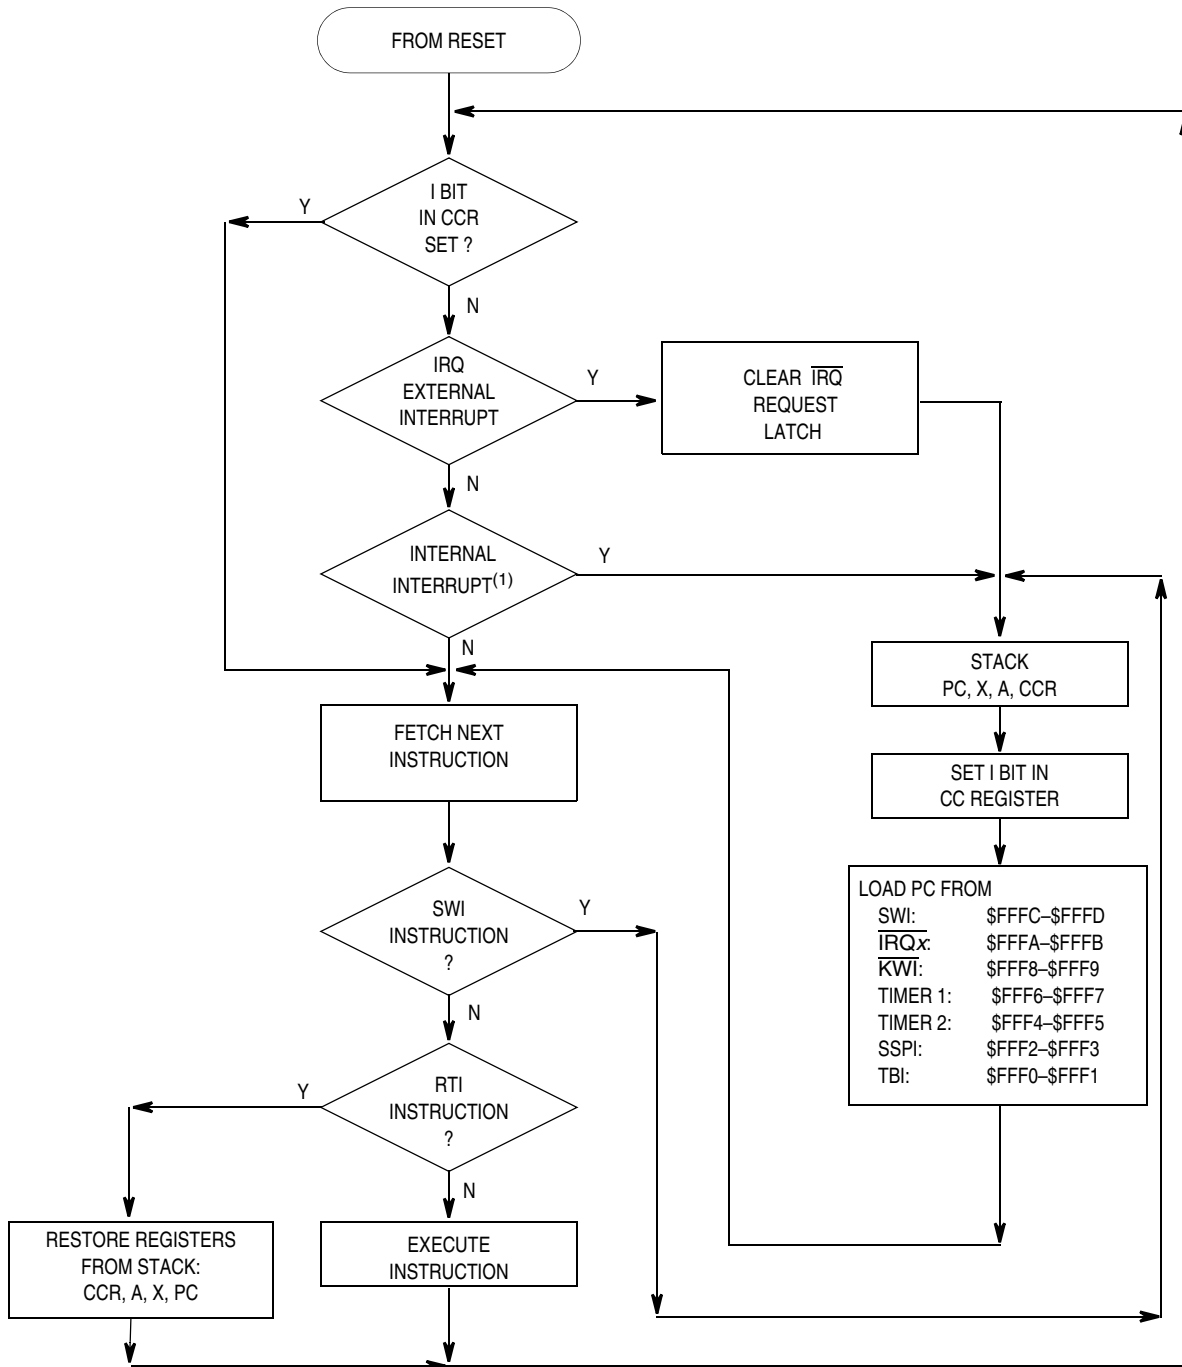 FROM RESET
I BIT
IN CCR
SET ?
Y
N
IRQ
EXTERNAL
INTERRUPT
Y
CLEAR IRQ
REQUEST
LATCH
N
INTERNAL
INTERRUPT(1)
Y
N
STACK
PC, X, A, CCR
FETCH NEXT
INSTRUCTION
SET I BIT IN
CC REGISTER
SWI
INSTRUCTION
?
Y
N
LOAD PC FROM
SWI: $FFFC–$FFFD
IRQx: $FFFA–$FFFB
KWI: $FFF8–$FFF9
TIMER 1: $FFF6–$FFF7
TIMER 2: $FFF4–$FFF5
SSPI: $FFF2–$FFF3
TBI: $FFF0–$FFF1
RTI
INSTRUCTION
?
Y
N
RESTORE REGISTERS
FROM STACK:
CCR, A, X, PC
EXECUTE
INSTRUCTION